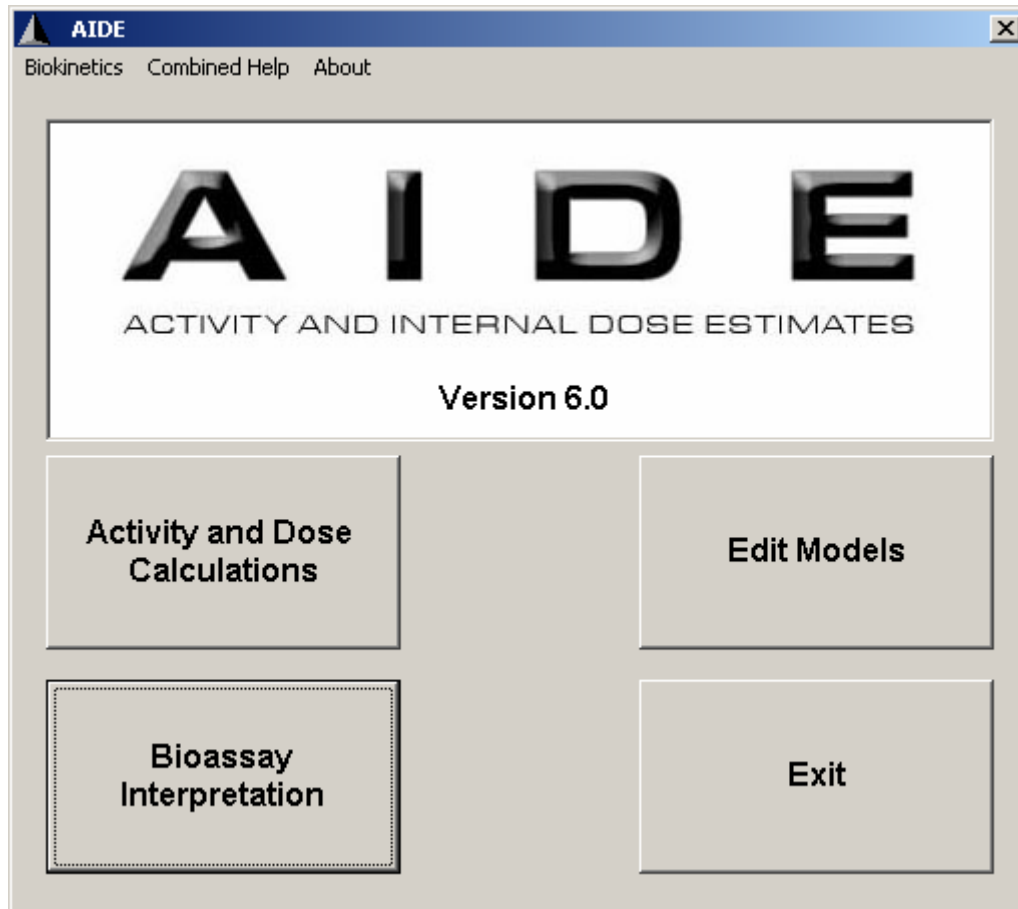 AIDE
Biokinetics Combined Help About
AIDE
ACTIVITY AND INTERNAL DOSE ESTIMATES
Version 6.0
Activity and Dose
Calculations
Edit Models
Bioassay
Interpretation
Exit